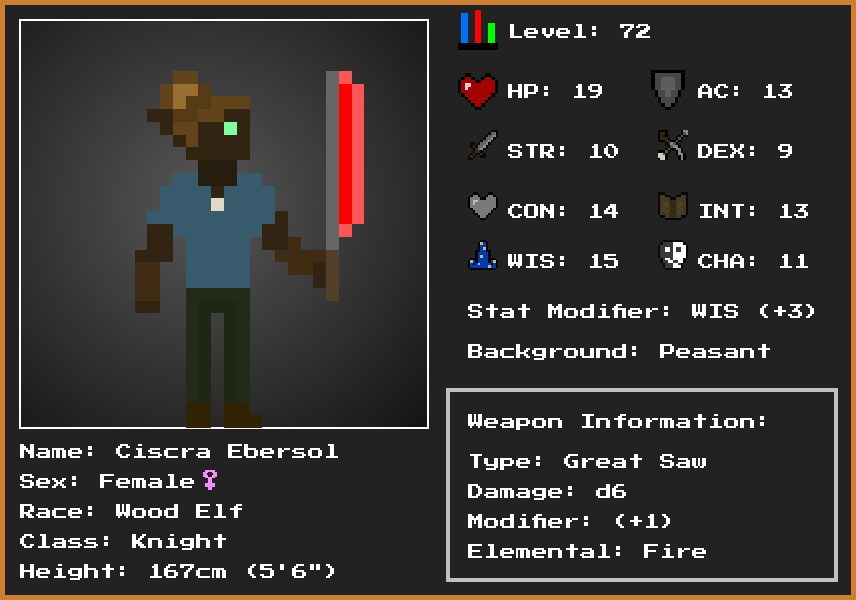 Level: 72
HP: 19
AC: 13
STR: 10
DEX: 9
CON: 14
INT: 13
WIS: 15
CHA: 11
Stat Modifier: WIS (+3)
Background: Peasant
Weapon Information:
Type: Great Saw
Damage: d6
Modifier: (+1)
Elemental: Fire
Name: Ciscra Ebersol
Sex: Female♀
Race: Wood Elf
Class: Knight
Height: 167cm (5'6")